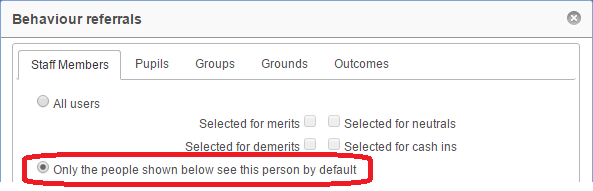 Behaviour referrals
Staff Members Pupils Groups Grounds Outcomes
All users
Selected for merits Selected for neutrals
Selected for demerits Selected for cash ins
Only the people shown below see this person by default